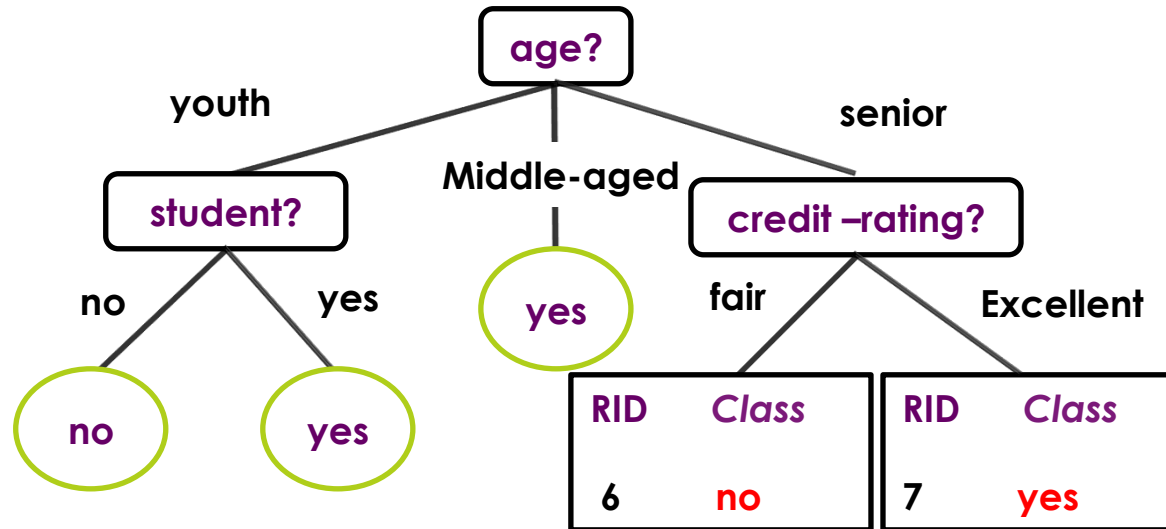 age?
youth
senior
Middle-aged
student?
credit –rating?
no
yes
yes
fair
Excellent
no
yes
RID Class
6 no
RID Class
7 yes